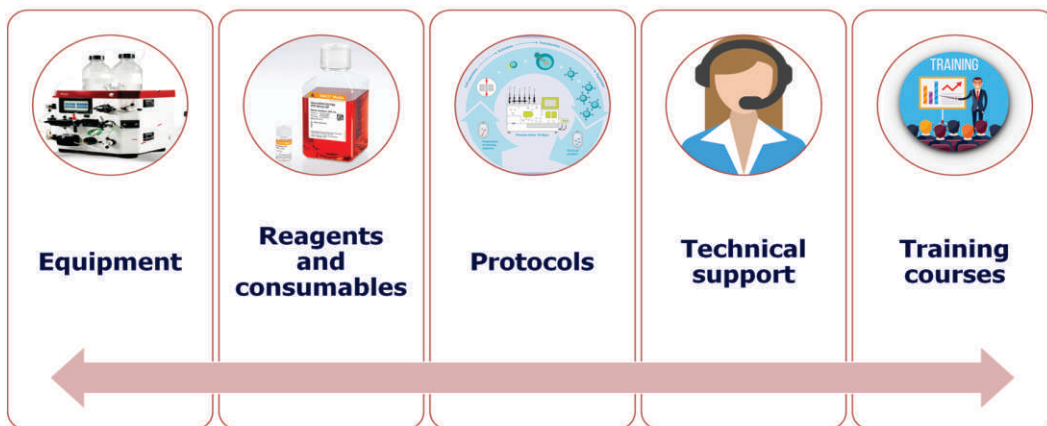 TRAINING
Equipment
Reagents
and
consumables
Protocols
Technical
support
Training
courses